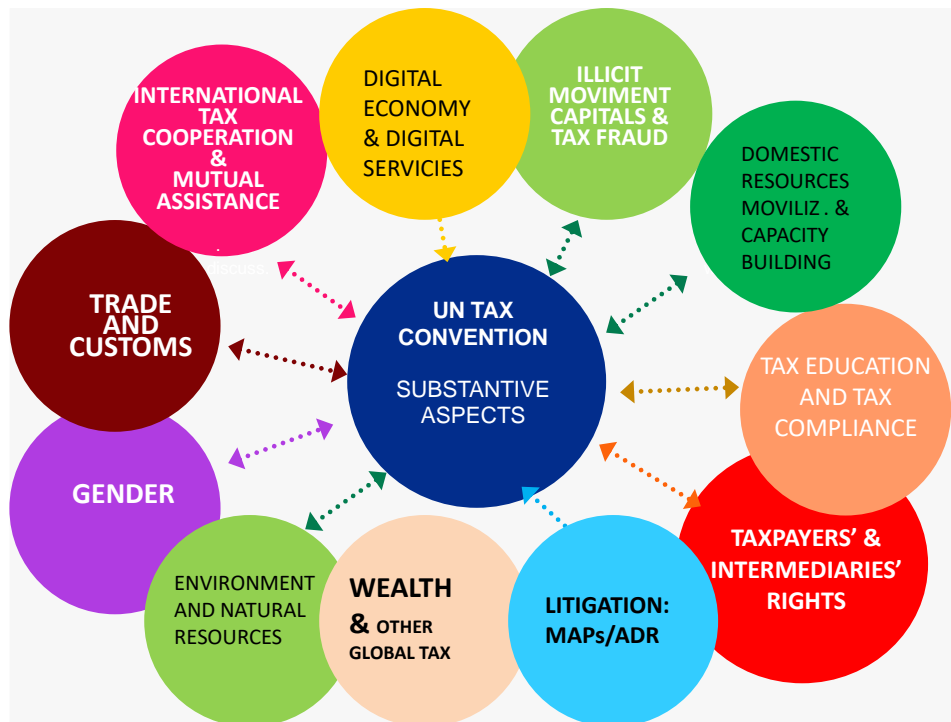 INTERNATIONAL
TAX
COOPERATION
&
MUTUAL
ASSISTANCE
.
discuss.
DIGITAL
ECONOMY
& DIGITAL
SERVICIES
ILLICIT
MOVIMENT
CAPITALS &
TAX FRAUD
DOMESTIC
RESOURCES
MOVILIZ . &
CAPACITY
BUILDING
TRADE
AND
CUSTOMS
UN TAX
CONVENTION
SUBSTANTIVE
ASPECTS
TAX EDUCATION
AND TAX
COMPLIANCE
GENDER
TAXPAYERS’ &
INTERMEDIARIES’
RIGHTS
ENVIRONMENT
AND NATURAL
RESOURCES
WEALTH
& OTHER
GLOBAL TAX
LITIGATION:
MAPs/ADR